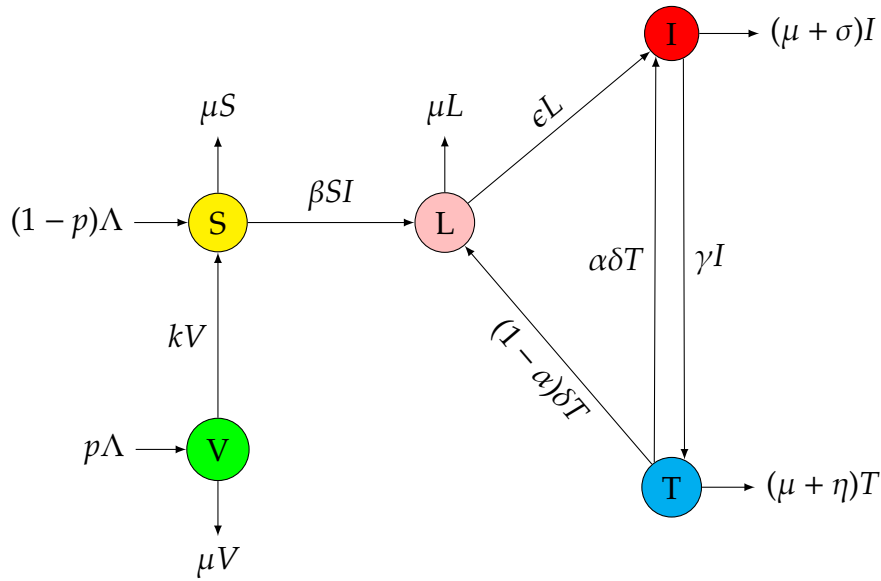 I
(μ + σ)I
μS
μL
ϵL
(1 − p)Λ
S
βSI
L
αδT
γI
kV
(1 − α)δT
pΛ
V
T
(μ + η)T
μV